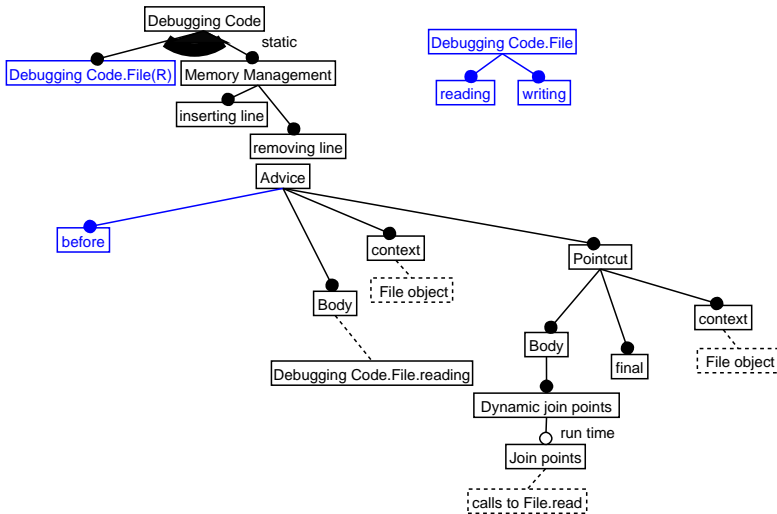 Debugging Code
static
Debugging Code.File
Debugging Code.File(R)
Memory Management
reading
writing
inserting line
removing line
Advice
before
context
Pointcut
File object
Body
context
Body
File object
final
Debugging Code.File.reading
Dynamic join points
run time
Join points
calls to File.read